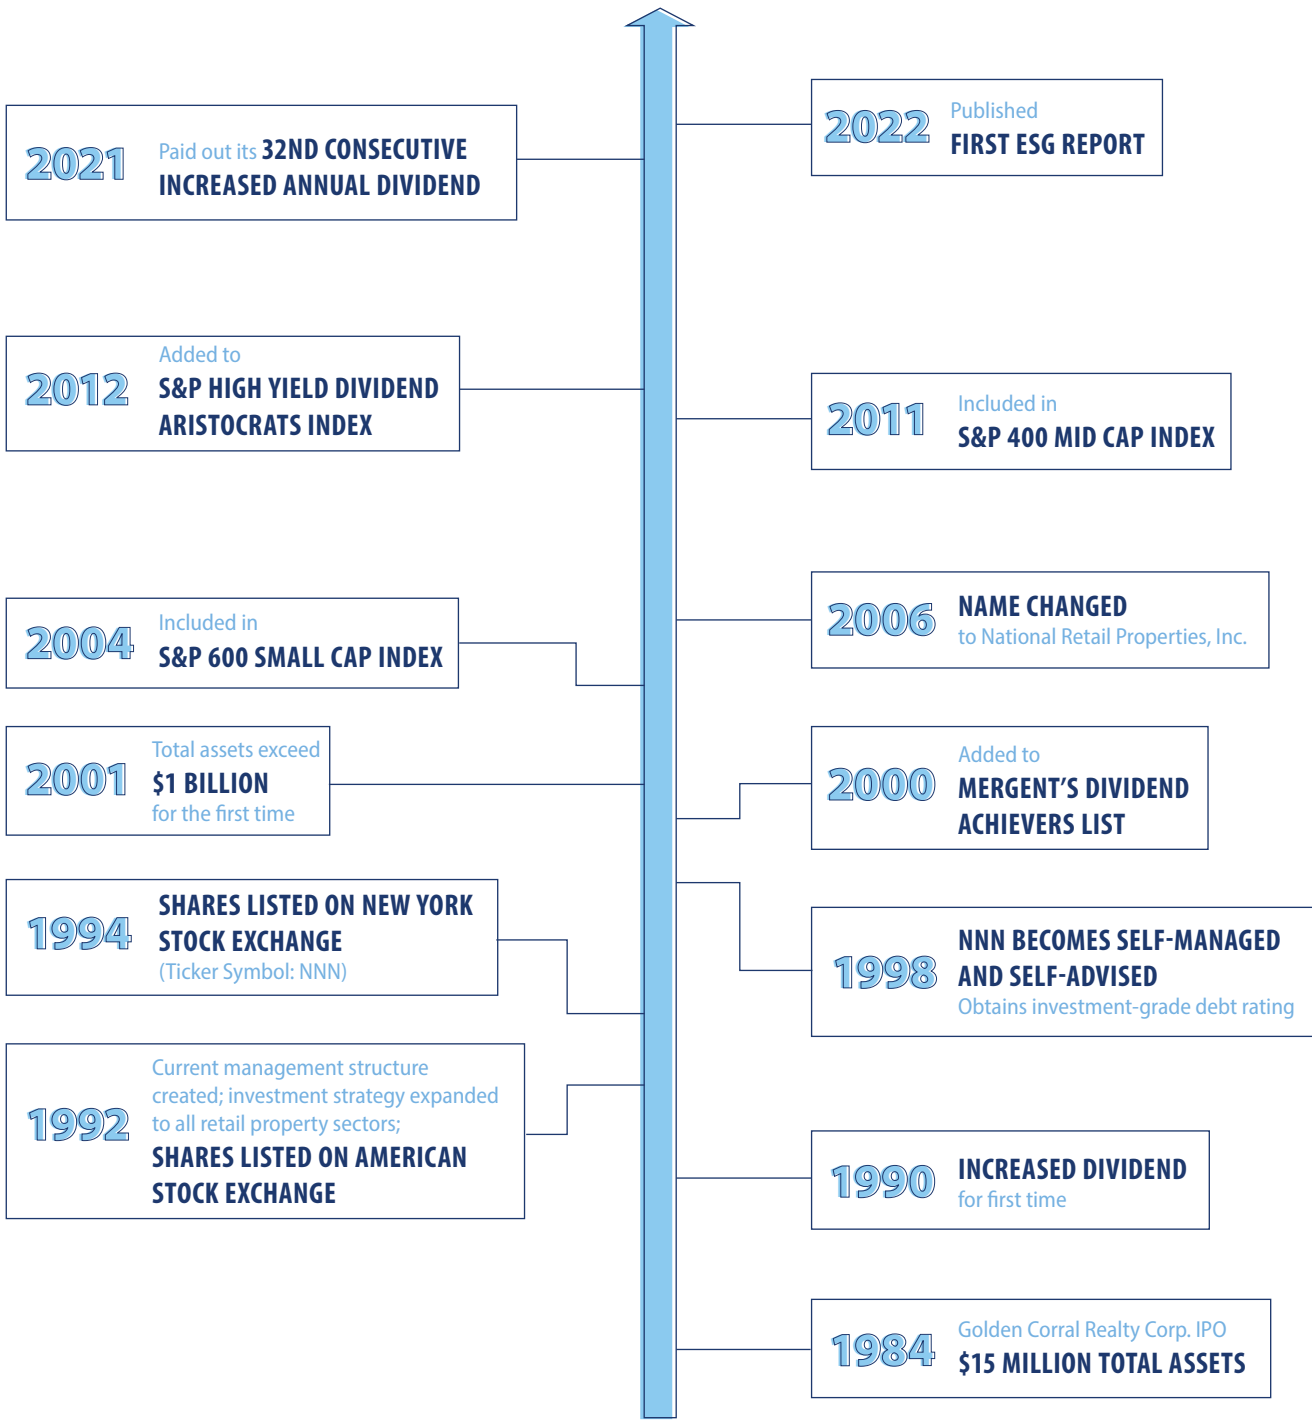 2022
Published
FIRST ESG REPORT
2021
Paid out its 32ND CONSECUTIVE
INCREASED ANNUAL DIVIDEND
2012
Added to
S&P HIGH YIELD DIVIDEND
ARISTOCRATS INDEX
2011
Included in
S&P 400 MID CAP INDEX
2006
NAME CHANGED
to National Retail Properties, Inc.
2004
Included in
S&P 600 SMALL CAP INDEX
2001
Total assets exceed
$1 BILLION
for the first time
2000
Added to
MERGENT'S DIVIDEND
ACHIEVERS LIST
1994
SHARES LISTED ON NEW YORK
STOCK EXCHANGE
(Ticker Symbol: NNN)
1998
NNN BECOMES SELF-MANAGED
AND SELF-ADVISED
Obtains investment-grade debt rating
1992
Current management structure
created; investment strategy expanded
to all retail property sectors;
SHARES LISTED ON AMERICAN
STOCK EXCHANGE
1990
INCREASED DIVIDEND
for first time
1984
Golden Corral Realty Corp. IPO
$15 MILLION TOTAL ASSETS